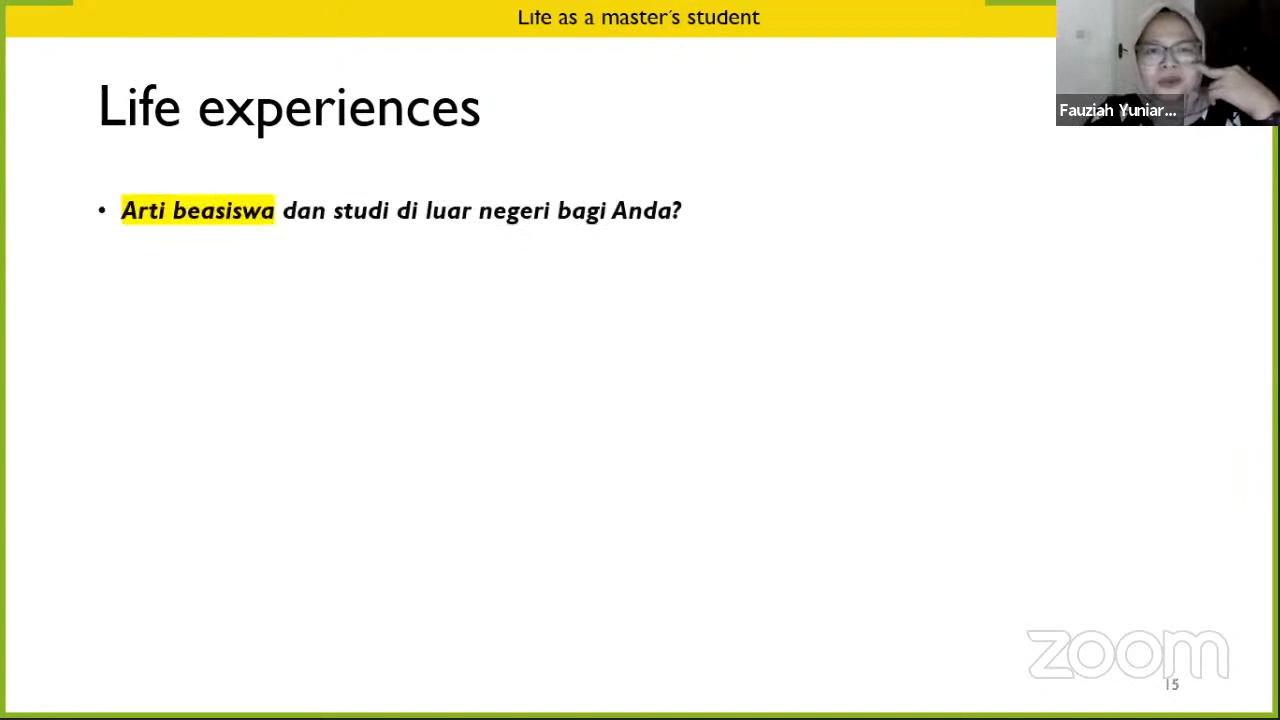 Life as a master's student
Life experiences
• Arti beasiswa dan studi di luar negeri bagi Anda?
Fauziah Yuniar...
zoom
15